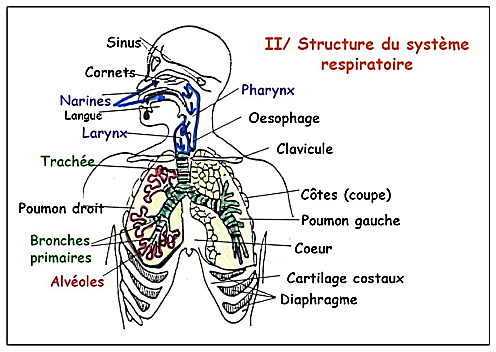 II/ Structure du système
respiratoire
Sinus
Cornets
Narines
Langue
Larynx
Trachée
Poumon droit
Bronches
primaires
Alvéoles
Pharynx
Oesophage
Clavicule
Côtes (coupe)
Poumon gauche
Coeur
Cartilage costaux
Diaphragme